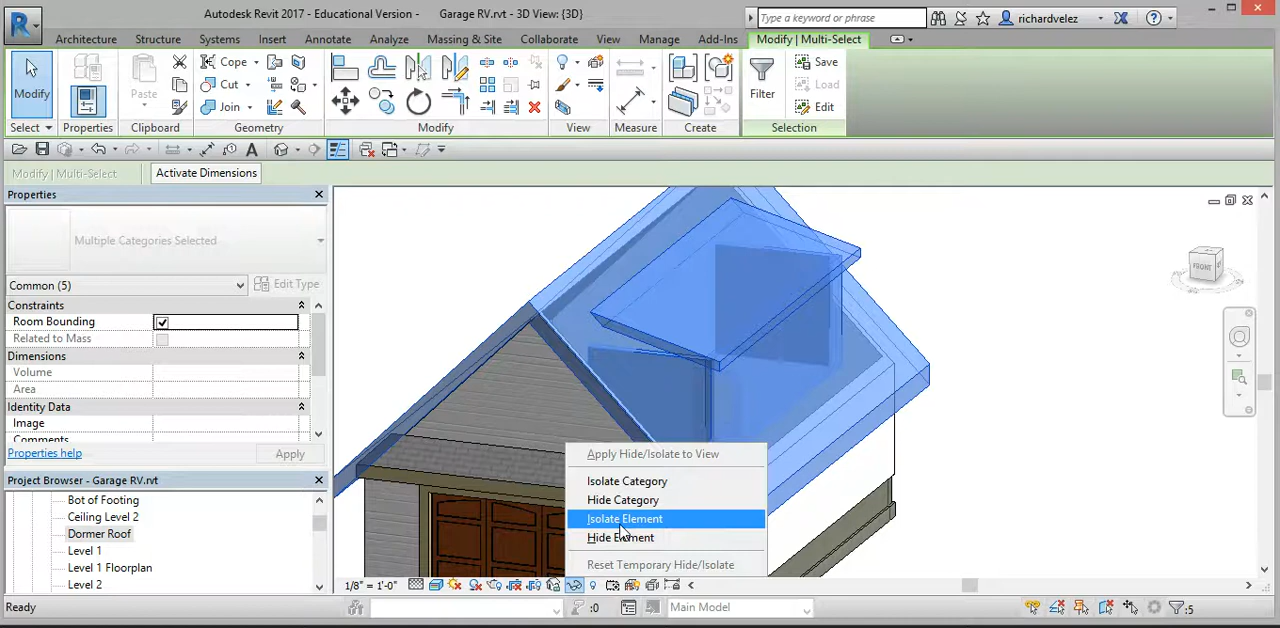 Autodesk Revit 2017 - Educational Version - Garage RV.rvt - 3D View: {3D}
Type a keyword or phrase
richardvelez
Architecture Structure Systems Insert Annotate Analyze Massing & Site Collaborate View Manage Add-Ins Modify | Multi-Select
Modify
Paste
Cope
Cut
Join
Filter
Save
Load
Edit
Select Properties Clipboard Geometry Modify View Measure Create Selection
Modify | Multi-Select
Activate Dimensions
Properties
Multiple Categories Selected
Common (5)
Edit Type
Constraints
Room Bounding
Related to Mass
Dimensions
Volume
Area
Identity Data
Image
Comments
Properties help
Apply
Project Browser - Garage RV.rvt
Bot of Footing
Ceiling Level 2
Dormer Roof
Level 1
Level 1 Floorplan
Level 2
FRONT
Apply Hide/Isolate to View
Isolate Category
Hide Category
Isolate Element
Hide Element
Reset Temporary Hide/Isolate
1/8" = 1'-0"
Ready
:0
Main Model
:5